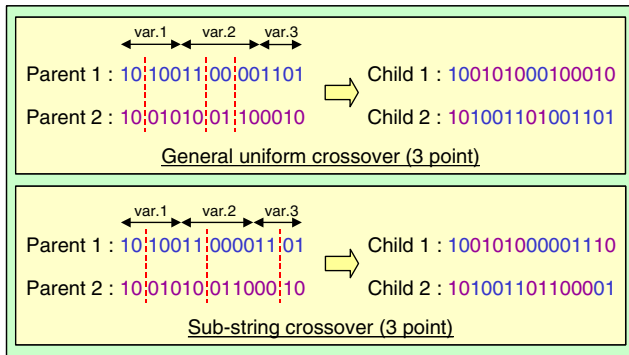 var.1 var.2 var.3
Parent 1 : 10 10011 00 001101 Child 1 : 100101000100010
Parent 2 : 10 01010 01 100010 Child 2 : 101001101001101
General uniform crossover (3 point)
var.1 var.2 var.3
Parent 1 : 10 10011 000011 01 Child 1 : 100101000001110
Parent 2 : 10 01010 011000 10 Child 2 : 101001101100001
Sub-string crossover (3 point)